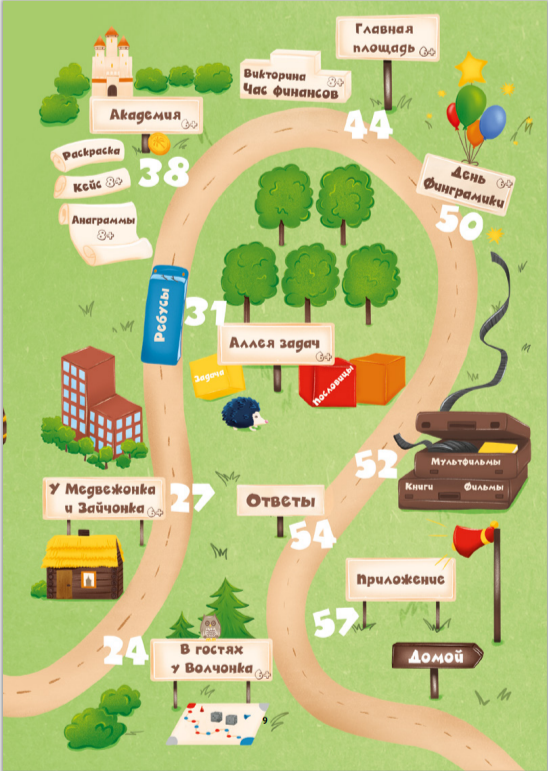 Главная
площадь 6+
Викторина 8+
Час финансов
44
Академия 6+
38
Раскраска
Кейс 8+
Анаграммы
8+
День
Финграмики
50
Ребусы
31
Аллея задач
6+
Задачи
Пословицы
52
Мультфильмы
Книги Фильмы
У Медвежонка
и Зайчонка 6+
27
Ответы
54
Приложение
57
Домой
24
В гостях
у Волчонка 6+
9